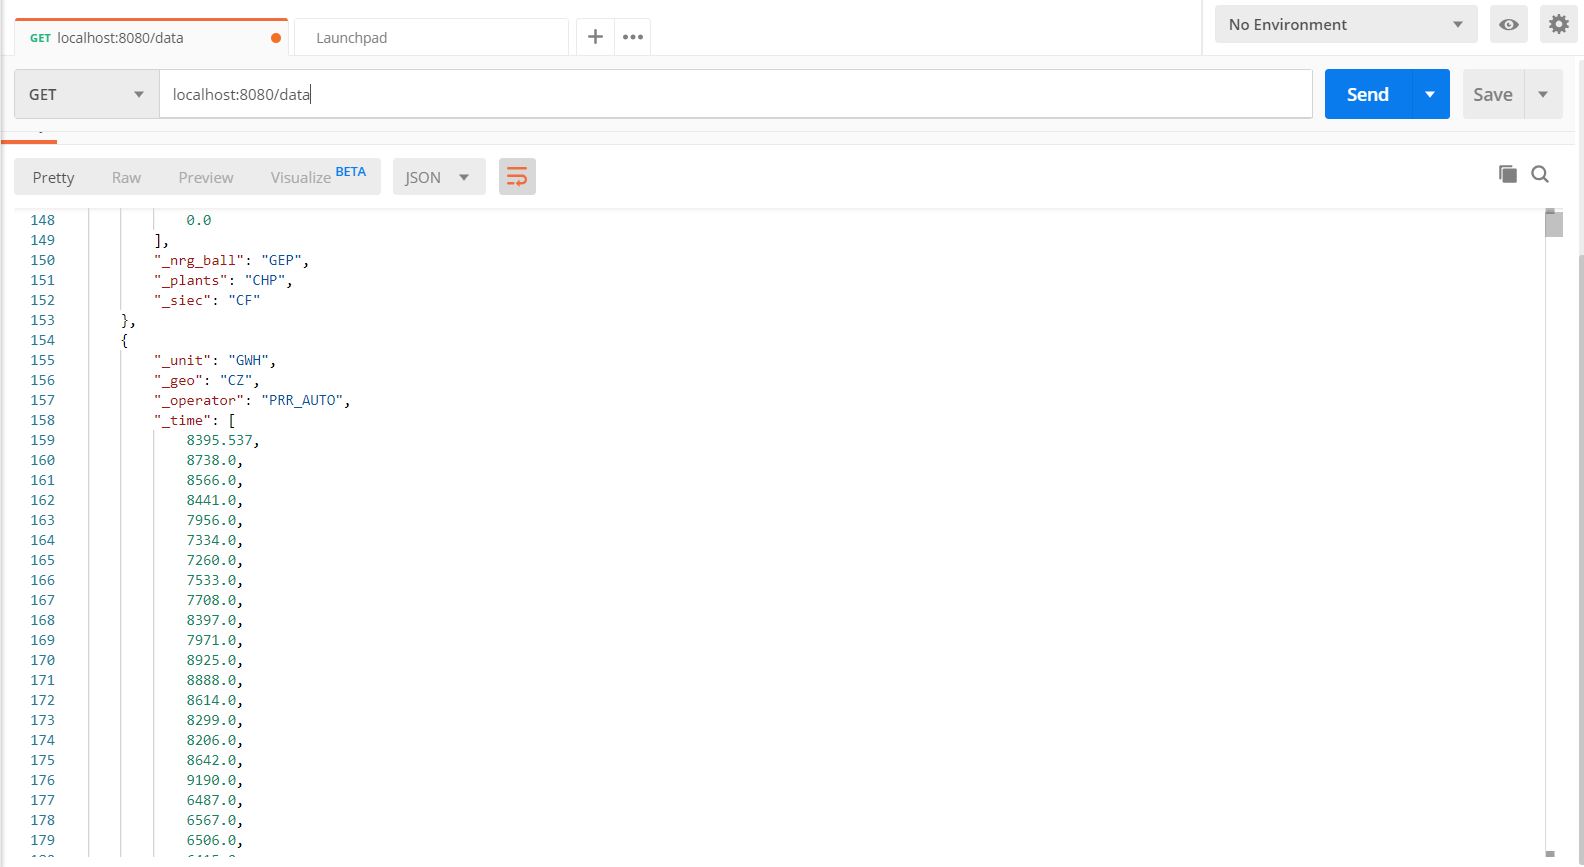 GET localhost:8080/data
Launchpad
No Environment
GET
localhost:8080/data
Send
Save
Pretty Raw Preview Visualize BETA JSON
148 0.0
149 ],
150 "_nrg_ball": "GEP",
151 "_plants": "CHP",
152 "_siec": "CF"
153 },
154 {
155 "_unit": "GWH",
156 "_geo": "CZ",
157 "_operator": "PRR_AUTO",
158 "_time": [
159 8395.537,
160 8738.0,
161 8566.0,
162 8441.0,
163 7956.0,
164 7334.0,
165 7260.0,
166 7533.0,
167 7708.0,
168 8397.0,
169 7971.0,
170 8925.0,
171 8888.0,
172 8614.0,
173 8299.0,
174 8206.0,
175 8642.0,
176 9190.0,
177 6487.0,
178 6567.0,
179 6506.0,